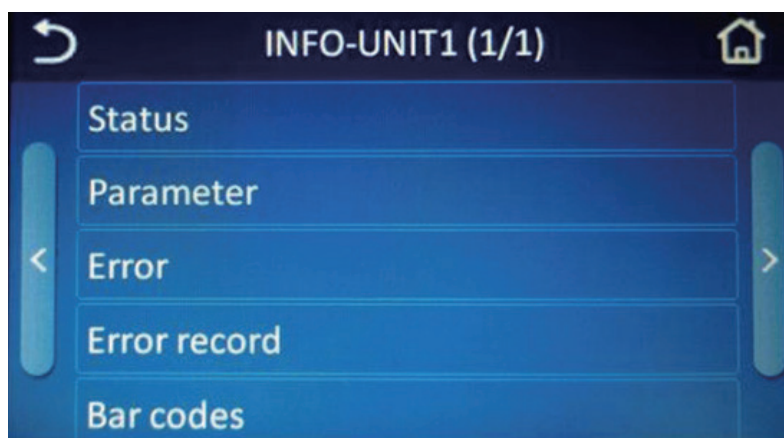 INFO-UNIT1 (1/1)
Status
Parameter
Error
Error record
Bar codes